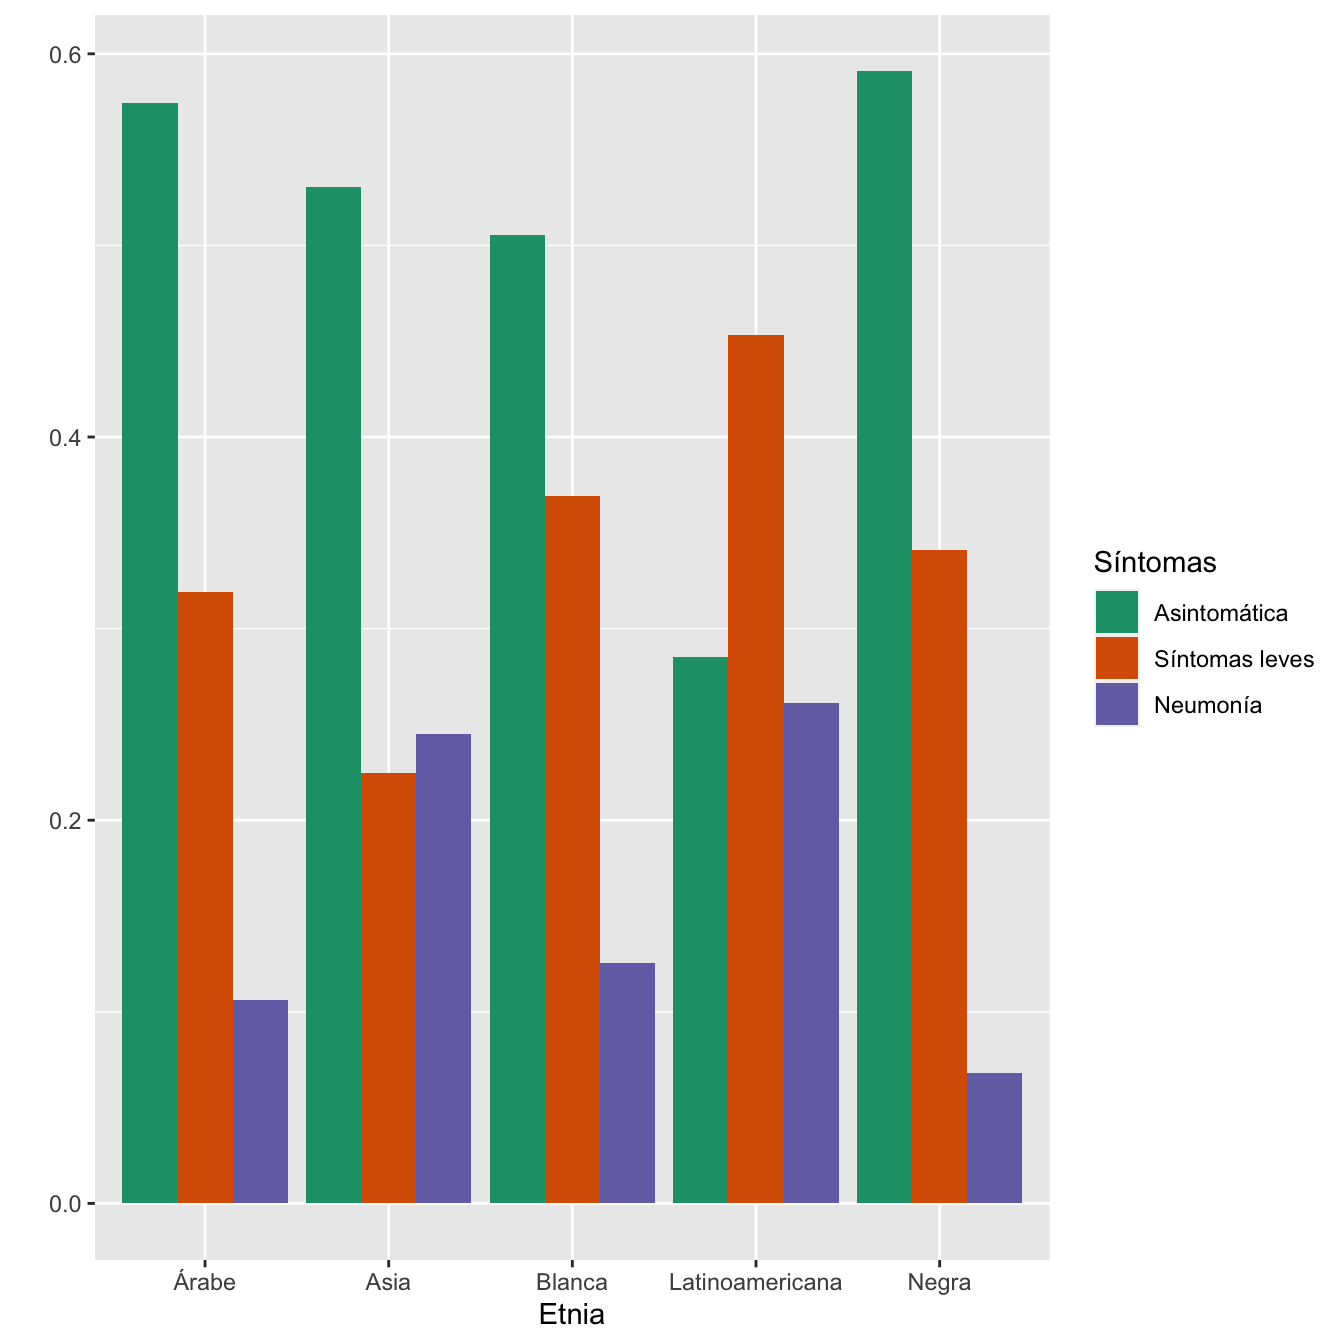 0.6
0.4
0.2
0.0
Árabe
Asia
Blanca
Latinoamericana
Negra
Etnia
Síntomas
Asintomática
Síntomas leves
Neumonía